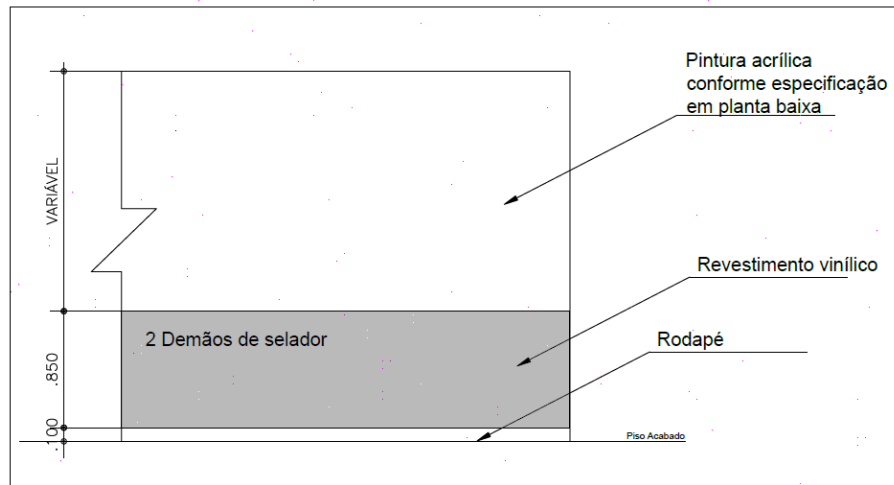 Pintura acrílica
conforme especificação
em planta baixa
VARIÁVEL
Revestimento vinílico
2 Demãos de selador
Rodapé
.850
.100
Piso Acabado